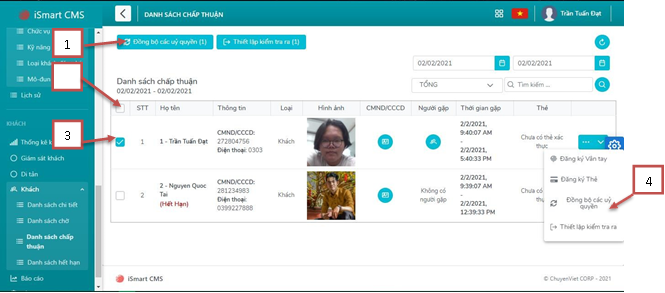 iSmart CMS
DANH SÁCH CHẤP THUẬN
Trần Tuấn Đạt
Chức vụ
Kỹ năng
Loại khách
Mô-đun
Lịch sử
KHÁCH
Thống kê k
Giám sát khách
Di tản
Khách
Danh sách chi tiết
Danh sách chờ
Danh sách chấp thuận
Danh sách hết hạn
Báo cáo
1
Đồng bộ các uỷ quyền (1)
Thiết lập kiểm tra ra (1)
02/02/2021
02/02/2021
Danh sách chấp thuận
02/02/2021 - 02/02/2021
TỔNG
Tìm kiếm ...
STT
Họ tên
Thông tin
Loại
Hình ảnh
CMND/CCCD
Người gặp
Thời gian gặp
Thẻ
3
1
1 - Trần Tuấn Đạt
CMND/CCCD:
272804756
Điện thoại: 0303
Khách
2/2/2021,
9:40:07 AM
-
2/2/2021,
5:40:33 PM
Chưa có thẻ xác
thực
2
2 - Nguyen Quoc
Tai
(Hết Hạn)
CMND/CCCD:
281234983
Điện thoại:
0399227888
Khách
Không có
người gặp
2/2/2021,
9:39:07 AM
-
2/2/2021,
12:39:33 PM
Đăng ký Vân tay
Đăng ký Thẻ
Đồng bộ các uỷ
quyền
Thiết lập kiểm tra ra
4
iSmart CMS
© ChuyenViet CORP - 2021